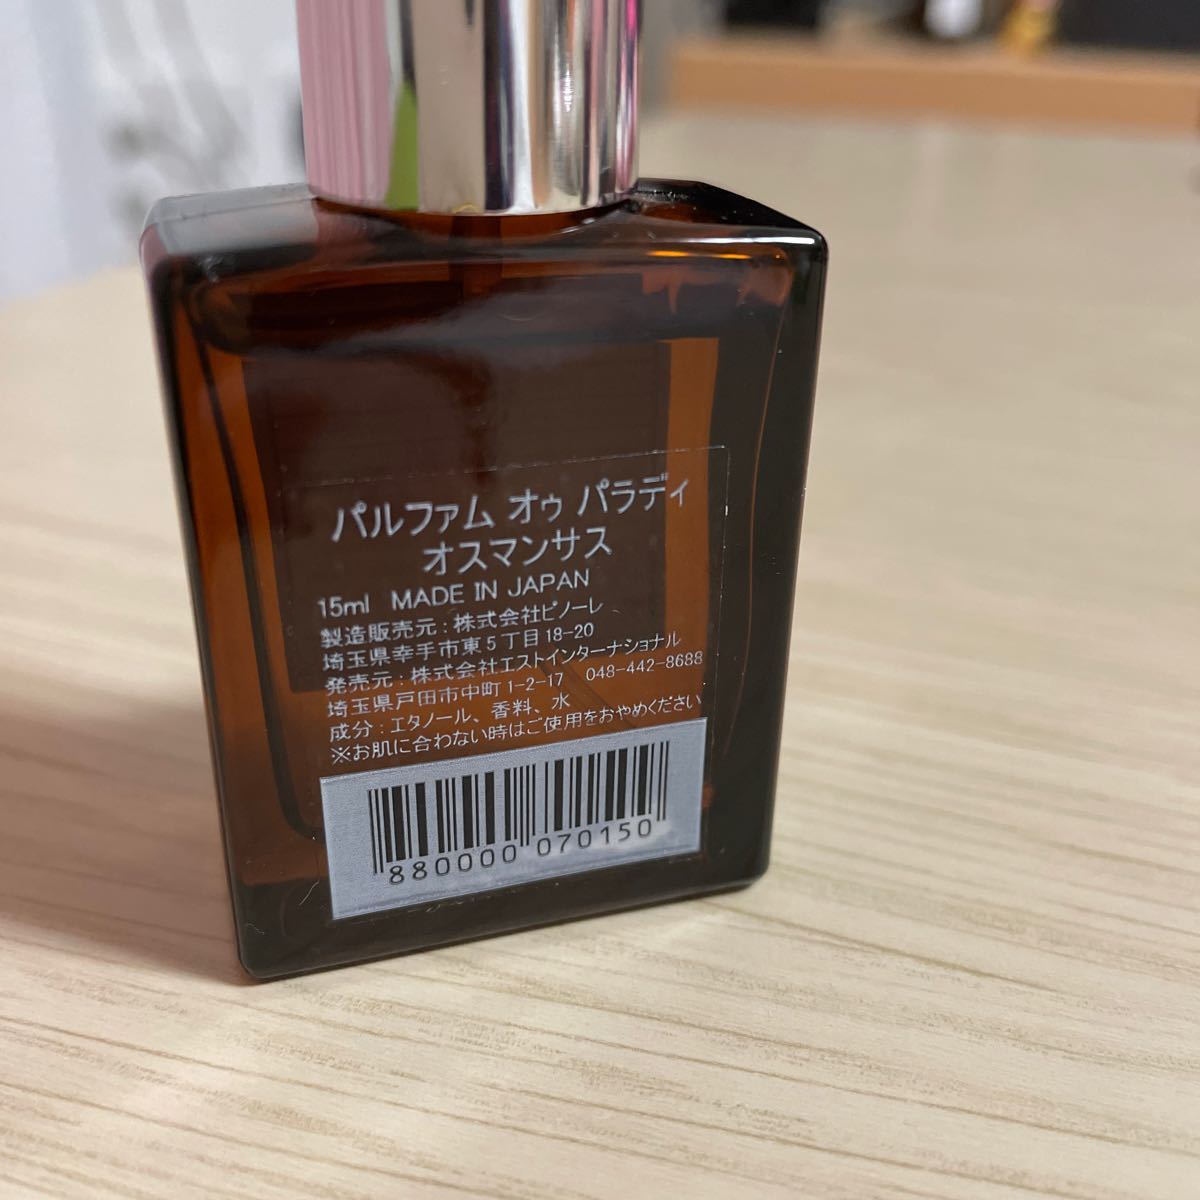 パルファム オゥ パラディ
オスマンサス
15ml MADE IN JAPAN
製造販売元:株式会社ピノーレ
埼玉県幸手市東5丁目18-20
発売元:株式会社エストインターナショナル
埼玉県戸田市中町1-2-17 048-442-8688
成分:エタノール、香料、水
※お肌に合わない時はご使用をおやめください
880000 070150